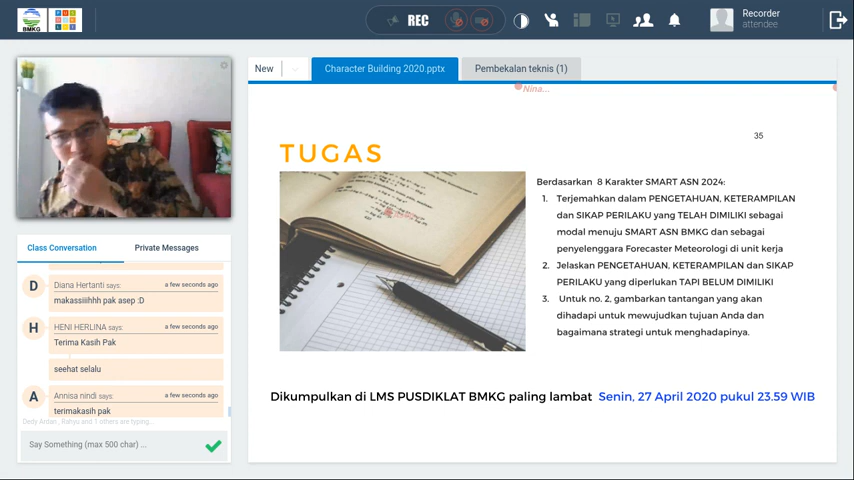 BMKG
REC
Recorder
attendee
New
Character Building 2020.pptx
Pembekalan teknis (1)
Nina...
35
TUGAS
Berdasarkan 8 Karakter SMART ASN 2024:
1. Terjemahkan dalam PENGETAHUAN, KETERAMPILAN
dan SIKAP PERILAKU yang TELAH DIMILIKI sebagai
modal menuju SMART ASN BMKG dan sebagai
penyelenggara Forecaster Meteorologi di unit kerja
2. Jelaskan PENGETAHUAN, KETERAMPILAN dan SIKAP
PERILAKU yang diperlukan TAPI BELUM DIMILIKI
3. Untuk no. 2, gambarkan tantangan yang akan
dihadapi untuk mewujudkan tujuan Anda dan
bagaimana strategi untuk menghadapinya.
Dikumpulkan di LMS PUSDIKLAT BMKG paling lambat Senin, 27 April 2020 pukul 23.59 WIB
Class Conversation
Private Messages
D
Diana Hertanti says:
a few seconds ago
makassiiihhh pak asep :D
H
HENI HERLINA says:
a few seconds ago
Terima Kasih Pak
seehat selalu
A
Annisa nindi says:
a few seconds ago
terimakasih pak
Dedy Ardan , Rahyu and 1 others are typing...
Say Something (max 500 char) ...